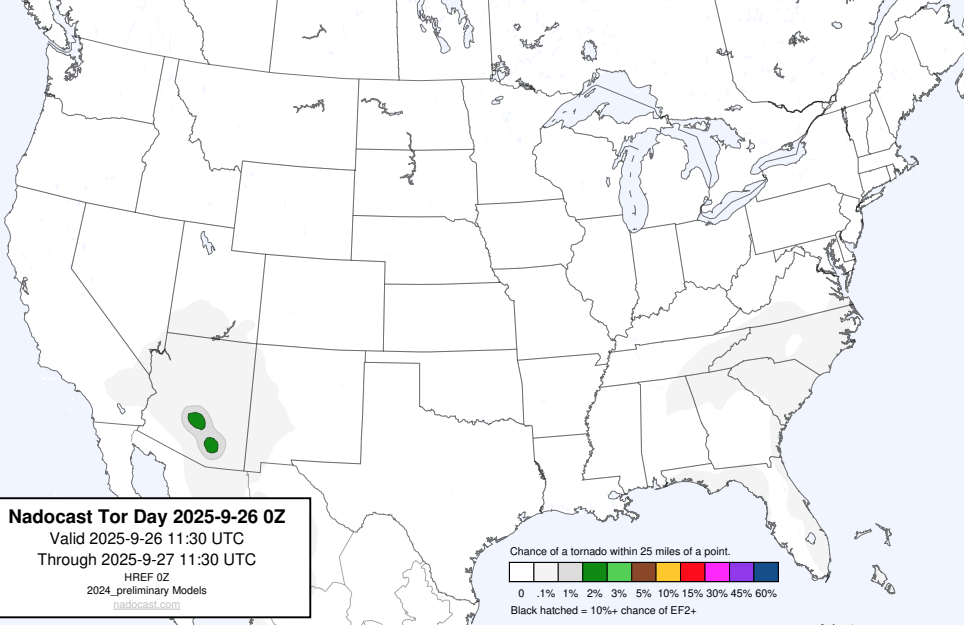 Nadocast Tor Day 2025-9-26 0Z
Valid 2025-9-26 11:30 UTC
Through 2025-9-27 11:30 UTC
HREF 0Z
2024_preliminary Models
nadocast.com
Chance of a tornado within 25 miles of a point.
0 .1% 1% 2% 3% 5% 10% 15% 30% 45% 60%
Black hatched = 10%+ chance of EF2+